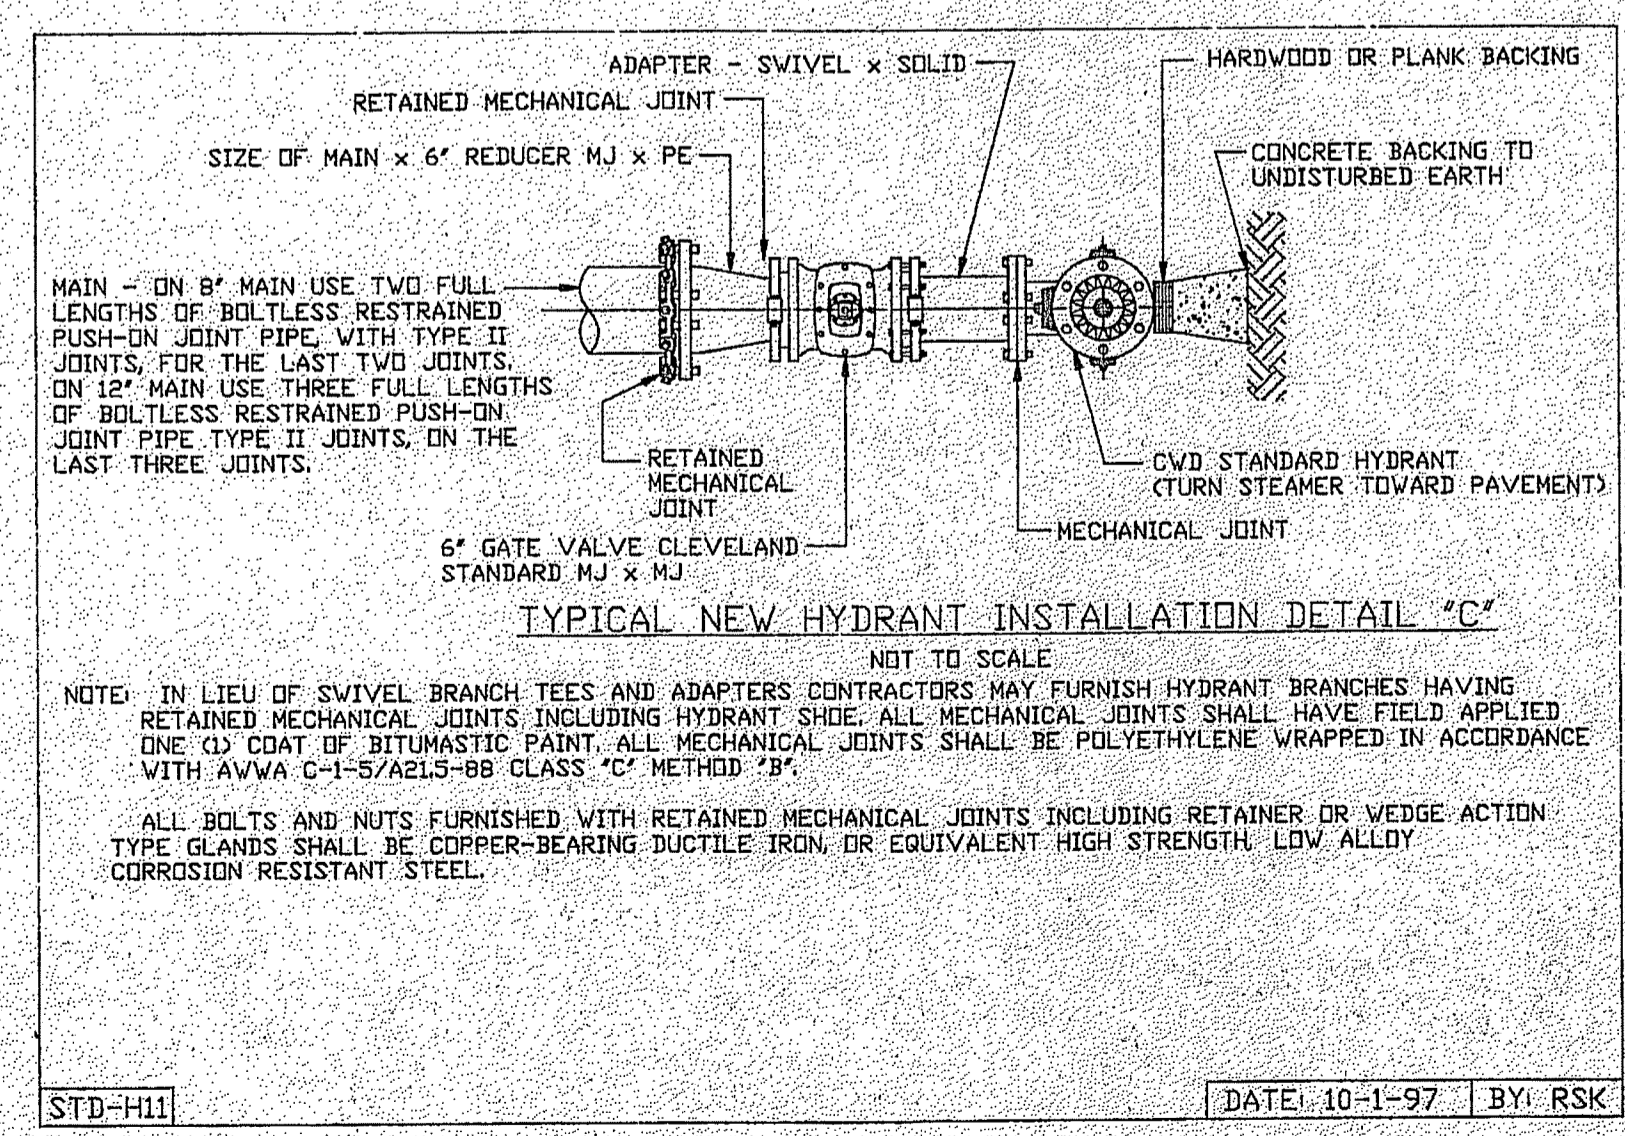 ADAPTER - SWIVEL x SOLID
HARDWOOD OR PLANK BACKING
RETAINED MECHANICAL JOINT
SIZE OF MAIN x 6" REDUCER MJ x PE
CONCRETE BACKING TO
UNDISTURBED EARTH
MAIN - ON 8" MAIN USE TWO FULL
LENGTHS OF BOLTLESS RESTRAINED
PUSH-ON JOINT PIPE, WITH TYPE II
JOINTS, FOR THE LAST TWO JOINTS.
ON 12" MAIN USE THREE FULL LENGTHS
OF BOLTLESS RESTRAINED PUSH-ON
JOINT PIPE TYPE II JOINTS, ON THE
LAST THREE JOINTS.
RETAINED
MECHANICAL
JOINT
CWD STANDARD HYDRANT
(TURN STEAMER TOWARD PAVEMENT)
MECHANICAL JOINT
6" GATE VALVE CLEVELAND
STANDARD MJ x MJ
TYPICAL NEW HYDRANT INSTALLATION DETAIL "C"
NOT TO SCALE
NOTE: IN LIEU OF SWIVEL BRANCH TEES AND ADAPTERS CONTRACTORS MAY FURNISH HYDRANT BRANCHES HAVING
RETAINED MECHANICAL JOINTS INCLUDING HYDRANT SHOE. ALL MECHANICAL JOINTS SHALL HAVE FIELD APPLIED
ONE (1) COAT OF BITUMASTIC PAINT. ALL MECHANICAL JOINTS SHALL BE POLYETHYLENE WRAPPED IN ACCORDANCE
WITH AWWA C-1-5/A21.5-88 CLASS "C" METHOD "B".
ALL BOLTS AND NUTS FURNISHED WITH RETAINED MECHANICAL JOINTS INCLUDING RETAINER OR WEDGE ACTION
TYPE GLANDS SHALL BE COPPER-BEARING DUCTILE IRON, OR EQUIVALENT HIGH STRENGTH, LOW ALLOY
CORROSION RESISTANT STEEL.
STD-H11
DATE: 10-1-97
BY: RSK